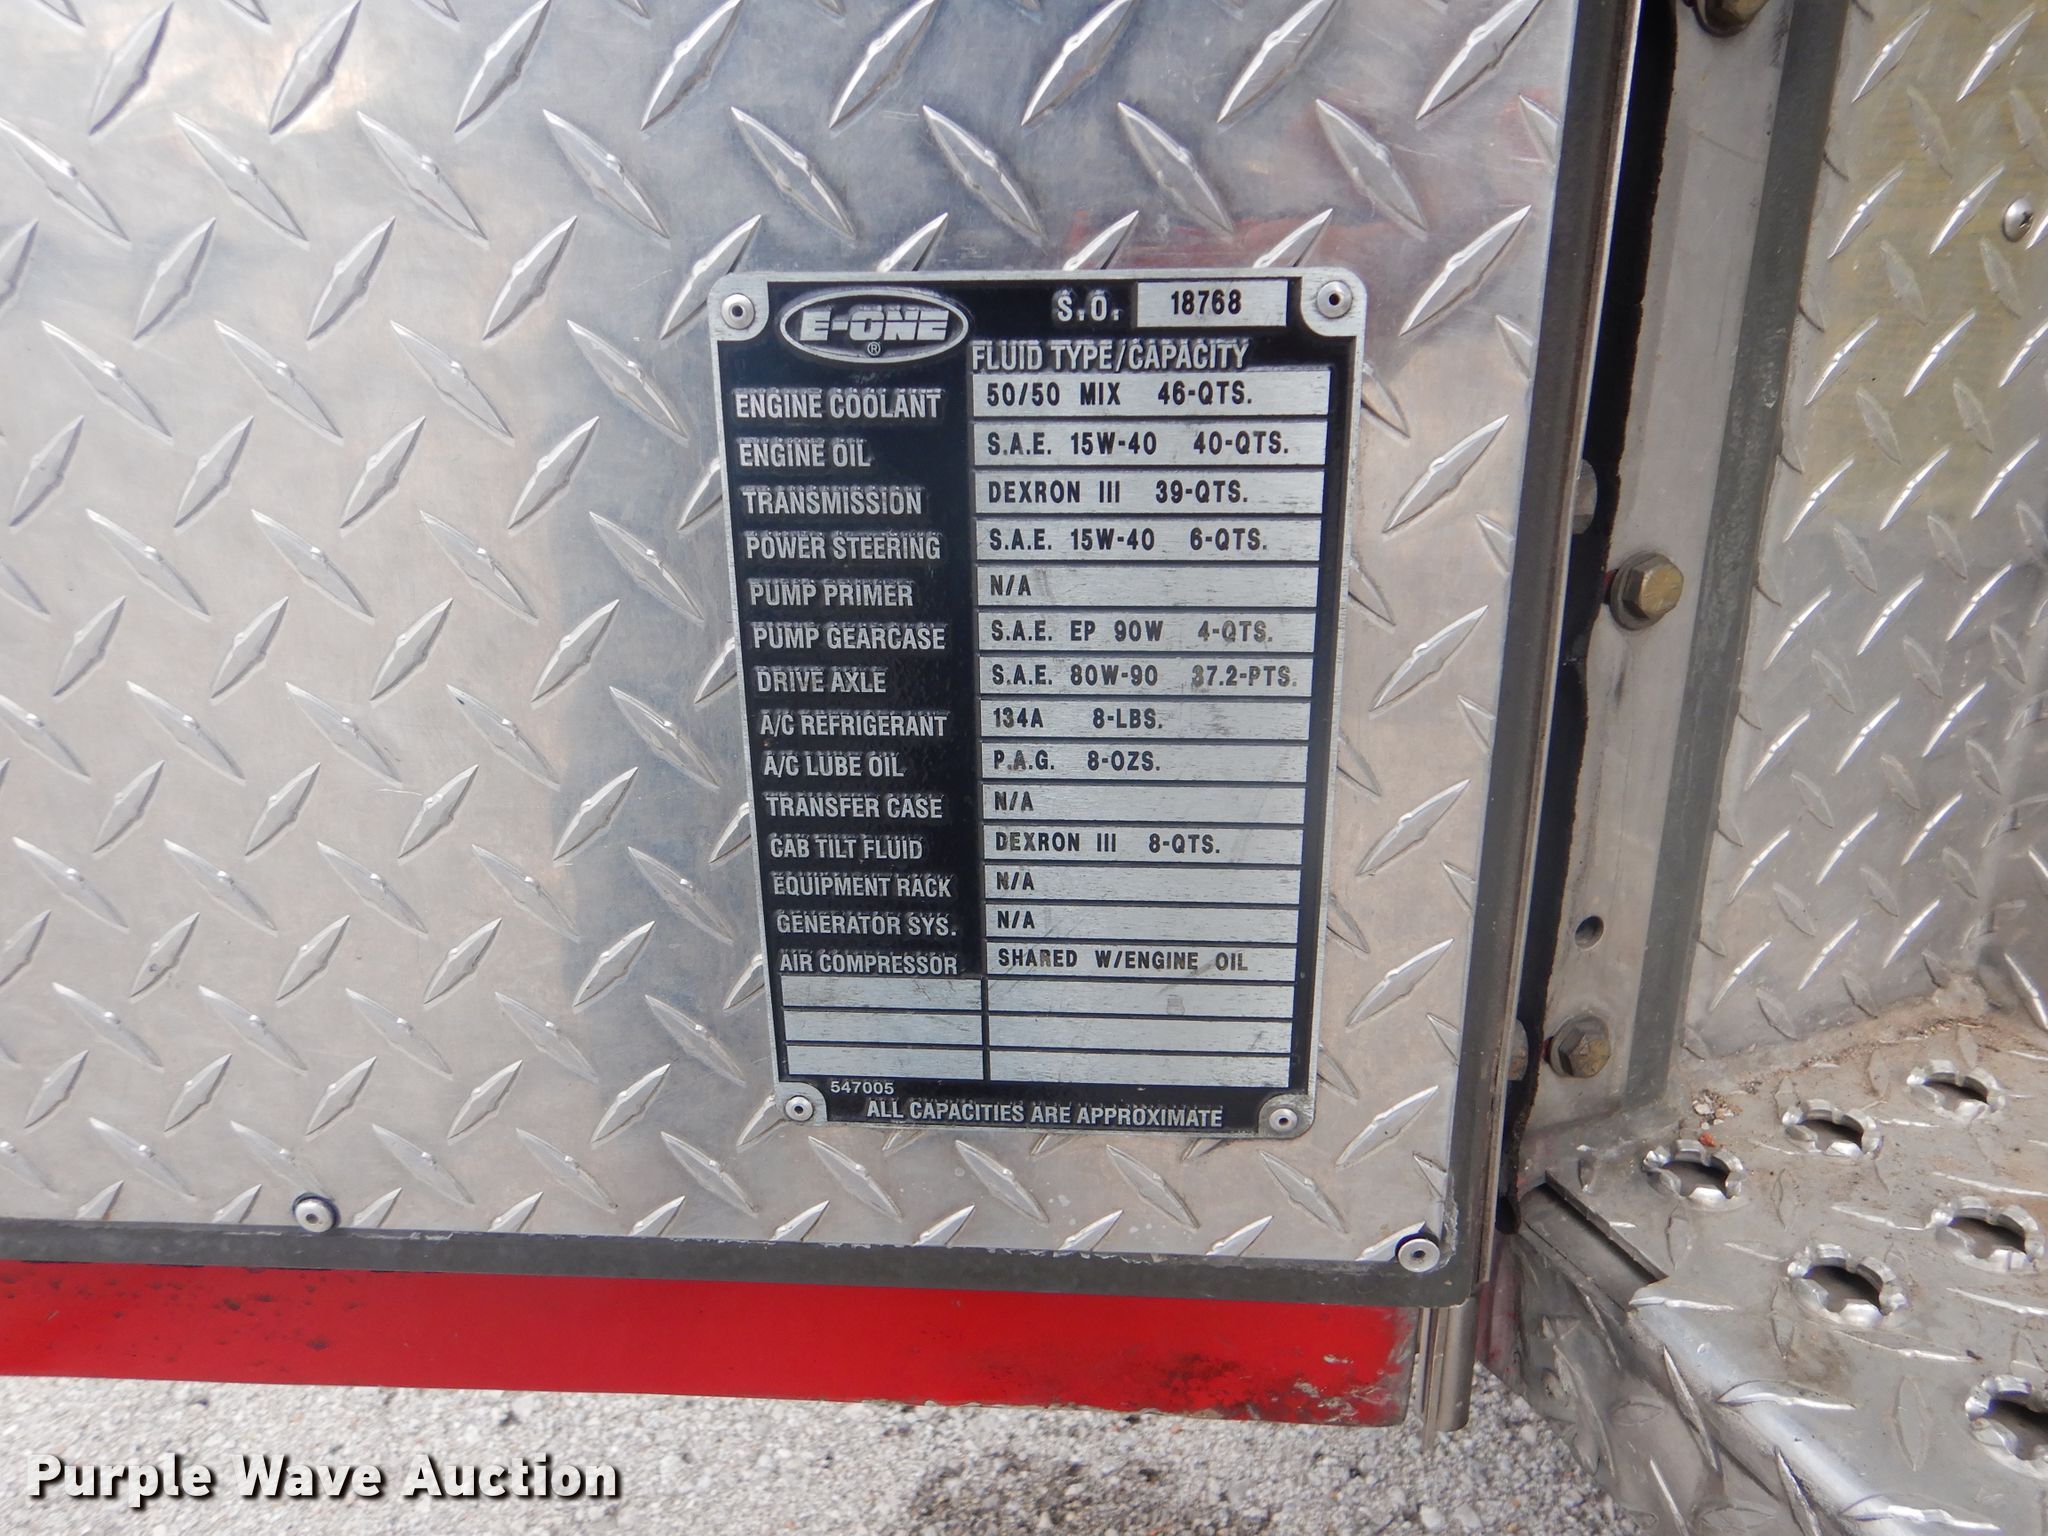 E-ONE ®
S.O. 18768
FLUID TYPE/CAPACITY
ENGINE COOLANT 50/50 MIX 46-QTS.
ENGINE OIL S.A.E. 15W-40 40-QTS.
TRANSMISSION DEXRON III 39-QTS.
POWER STEERING S.A.E. 15W-40 6-QTS.
PUMP PRIMER N/A
PUMP GEARCASE S.A.E. EP 90W 4-QTS.
DRIVE AXLE S.A.E. 80W-90 37.2-PTS.
A/C REFRIGERANT 134A 8-LBS.
A/C LUBE OIL P.A.G. 8-OZS.
TRANSFER CASE N/A
CAB TILT FLUID DEXRON III 8-QTS.
EQUIPMENT RACK N/A
GENERATOR SYS. N/A
AIR COMPRESSOR SHARED W/ENGINE OIL
547005
ALL CAPACITIES ARE APPROXIMATE
Purple Wave Auction